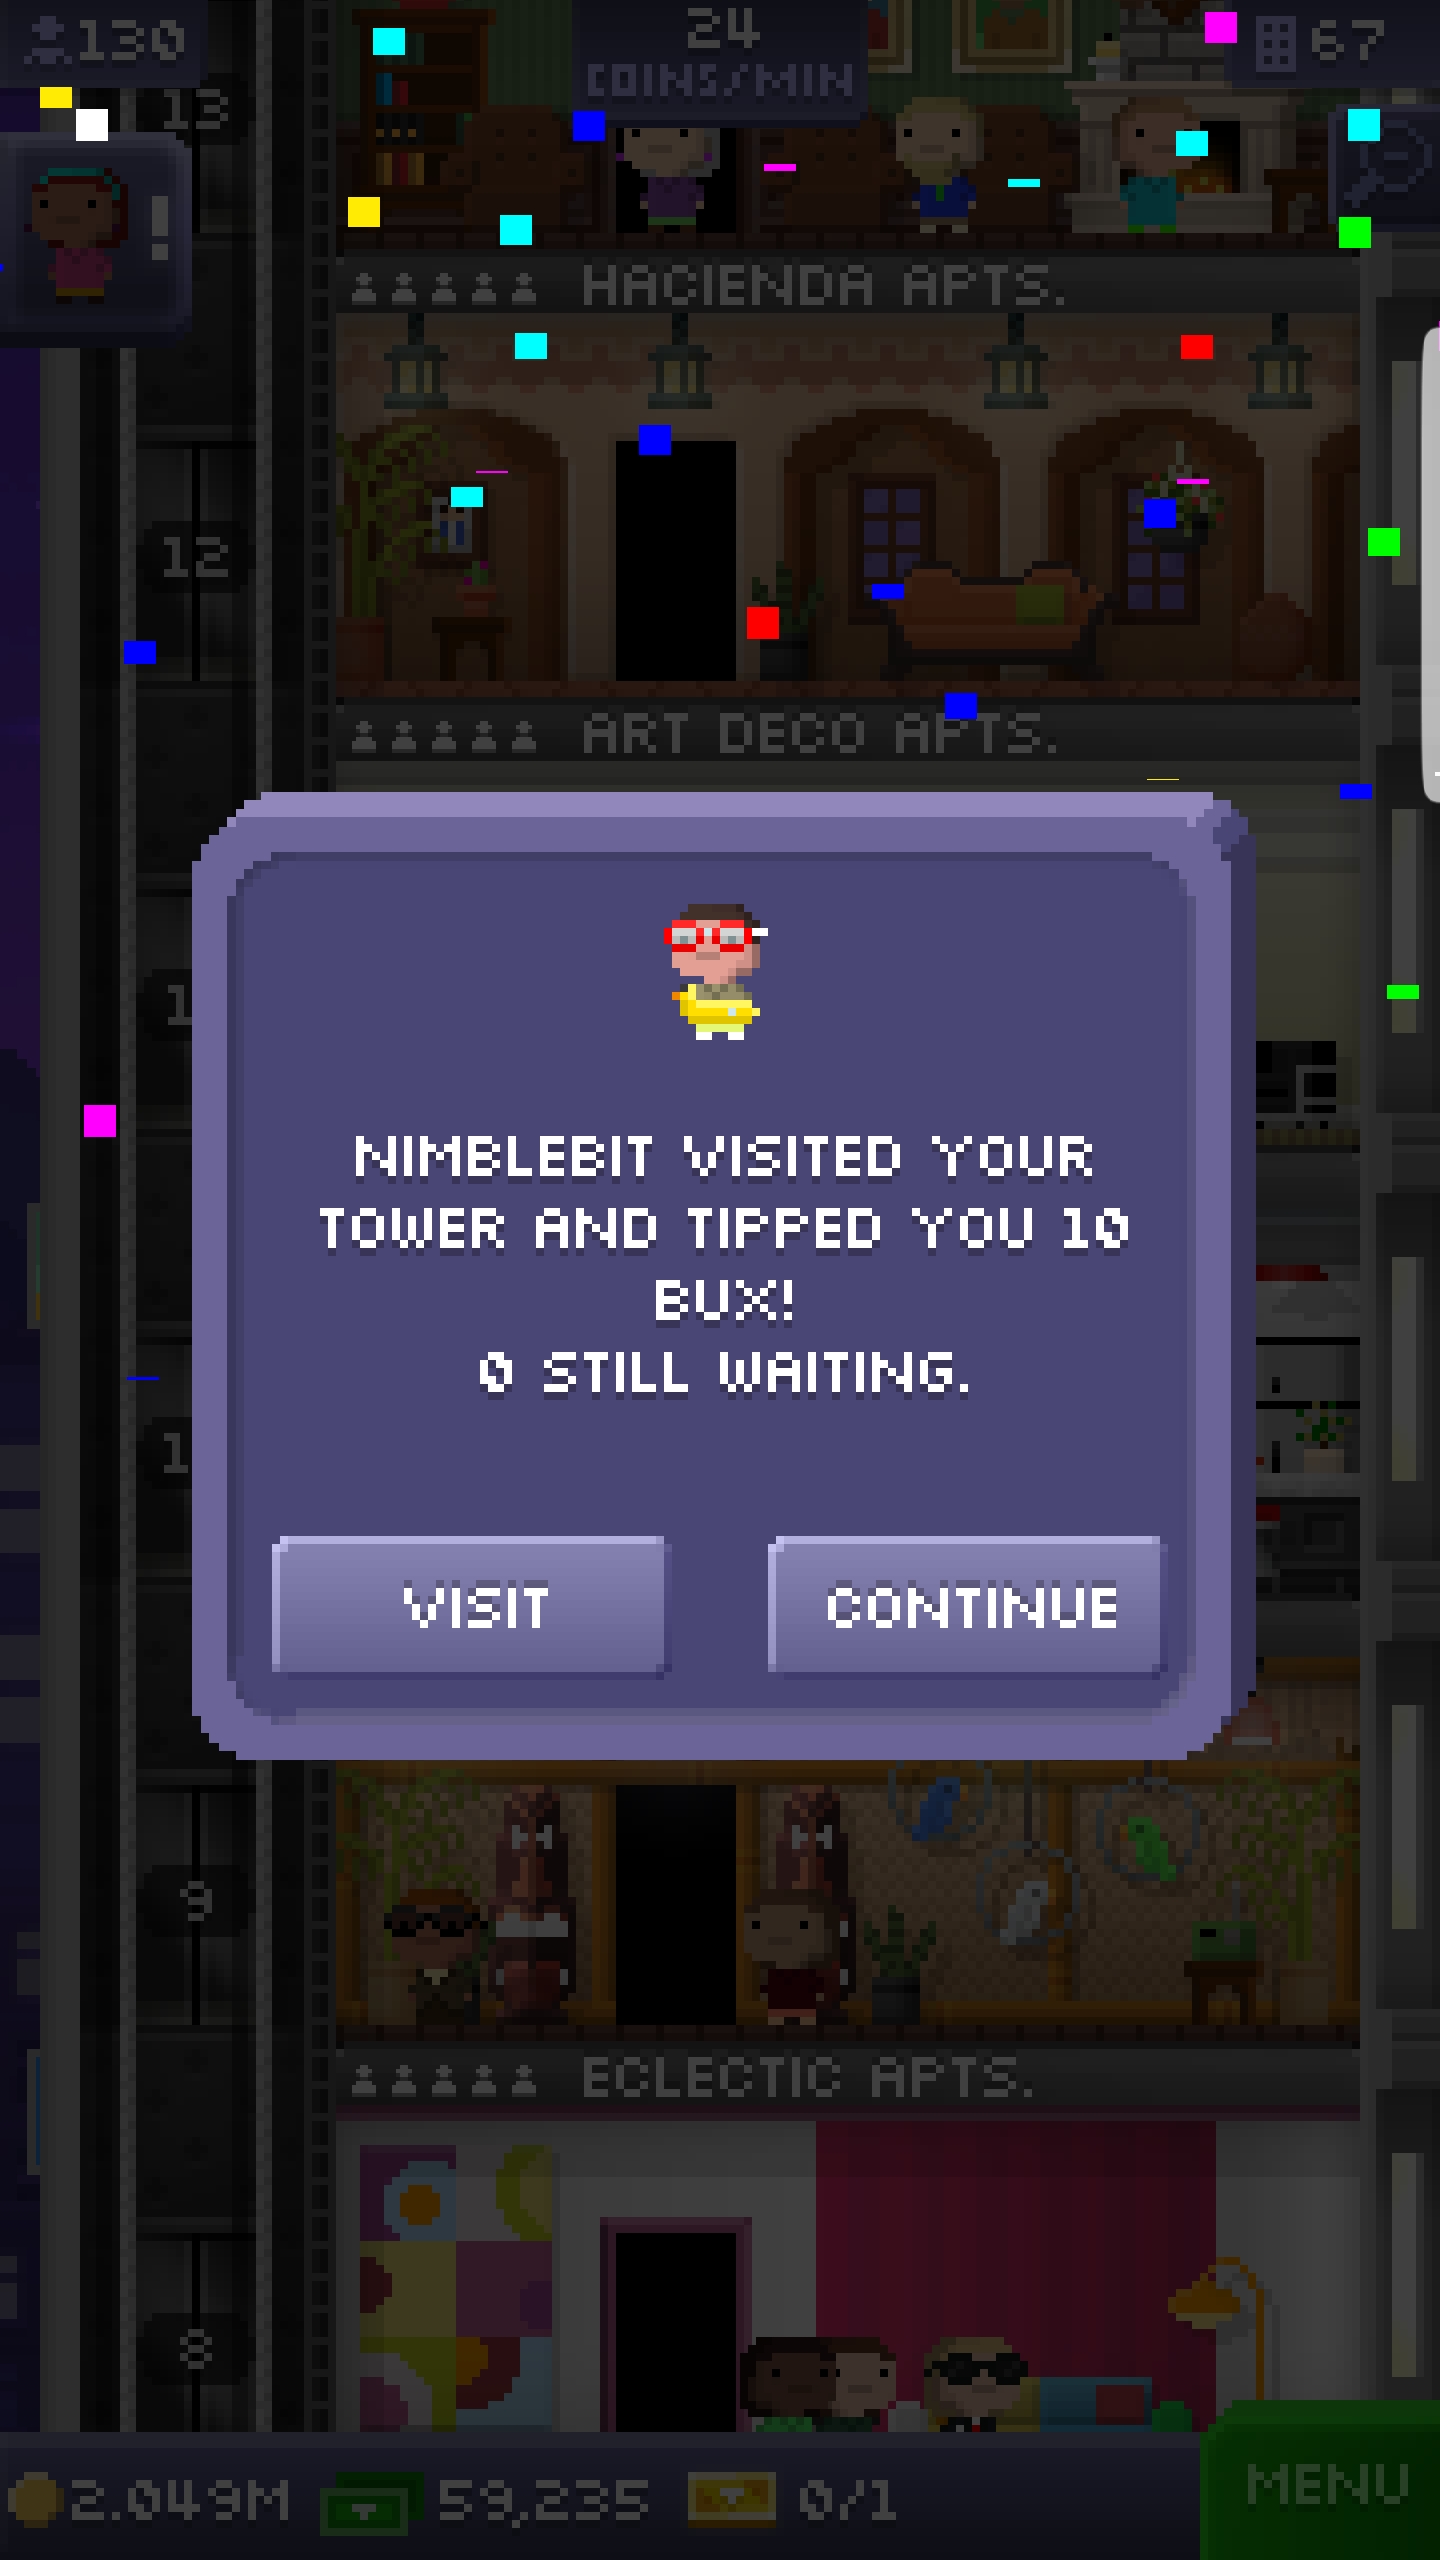 130
24
COINS/MIN
67
13
HACIENDA APTS.
12
ART DECO APTS.
NIMBLEBIT VISITED YOUR
TOWER AND TIPPED YOU 10
BUX!
0 STILL WAITING.
VISIT
CONTINUE
9
ECLECTIC APTS.
8
2.049M
59,235
0/1
MENU